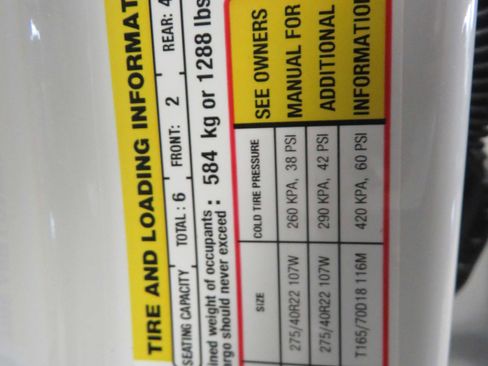 TIRE AND LOADING INFORMAT
SEATING CAPACITY TOTAL : 6 FRONT: 2 REAR: 4
ined weight of occupants
argo should never exceed : 584 kg or 1288 lbs
SIZE COLD TIRE PRESSURE SEE OWNERS
275/40R22 107W 260 KPA, 38 PSI MANUAL FOR
275/40R22 107W 290 KPA, 42 PSI ADDITIONAL
T165/70D18 116M 420 KPA, 60 PSI INFORMATION